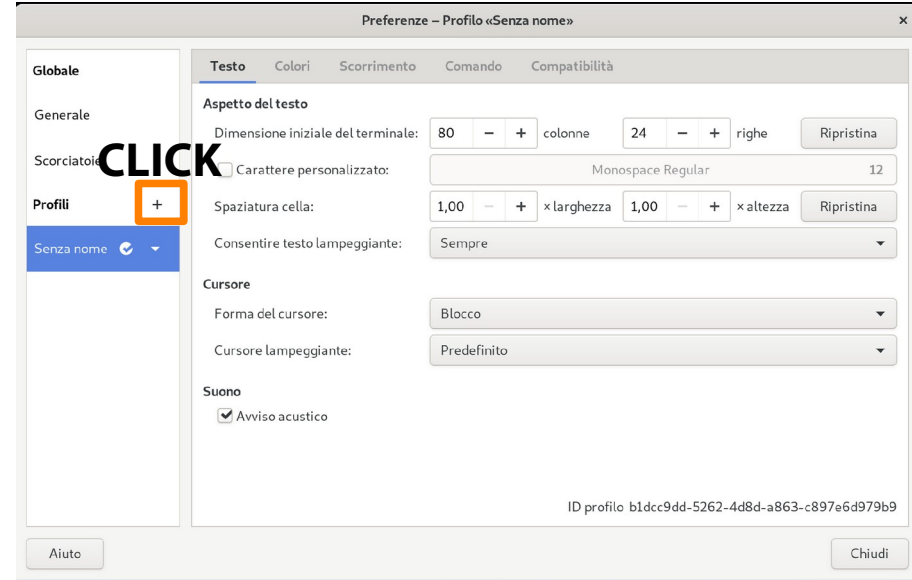 Preferenze – Profilo «Senza nome»
Globale
Generale
Scorciatoie
Profili +
Senza nome
CLICK
Testo Colori Scorrimento Comando Compatibilità
Aspetto del testo
Dimensione iniziale del terminale: 80 − + colonne 24 − + righe Ripristina
Carattere personalizzato: Monospace Regular 12
Spaziatura cella: 1,00 − + × larghezza 1,00 − + × altezza Ripristina
Consentire testo lampeggiante: Sempre
Cursore
Forma del cursore: Blocco
Cursore lampeggiante: Predefinito
Suono
Avviso acustico
ID profilo b1dcc9dd-5262-4d8d-a863-c897e6d979b9
Aiuto Chiudi